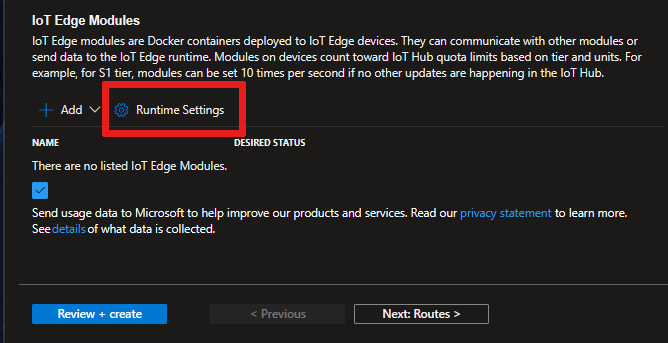 IoT Edge Modules
IoT Edge modules are Docker containers deployed to IoT Edge devices. They can communicate with other modules or
send data to the IoT Edge runtime. Modules on devices count toward IoT Hub quota limits based on tier and units. For
example, for S1 tier, modules can be set 10 times per second if no other updates are happening in the IoT Hub.
Add Runtime Settings
NAME DESIRED STATUS
There are no listed IoT Edge Modules.
Send usage data to Microsoft to help improve our products and services. Read our privacy statement to learn more.
See details of what data is collected.
Review + create < Previous Next: Routes >